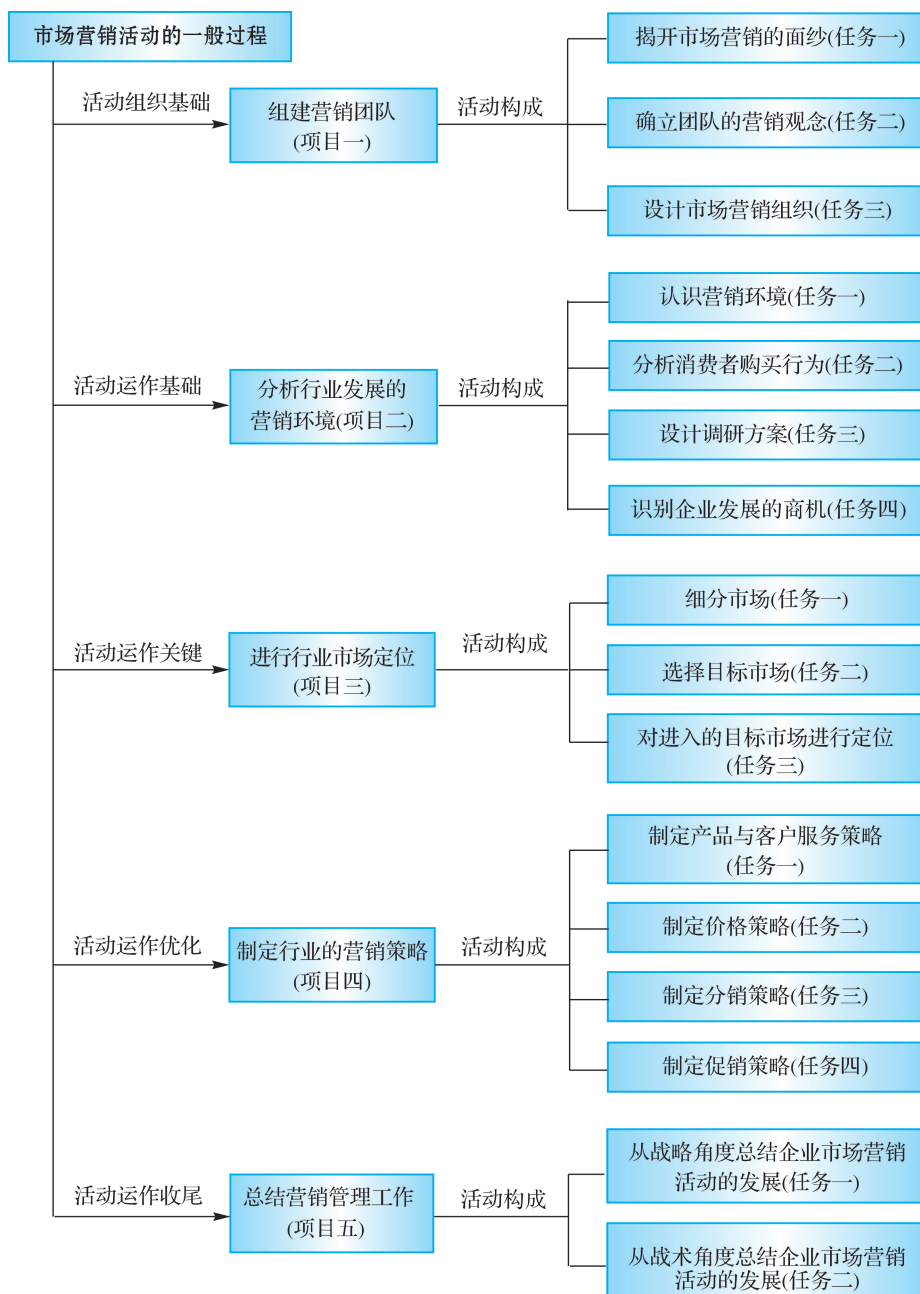 市场营销活动的一般过程
活动组织基础
组建营销团队
(项目一)
活动构成
揭开市场营销的面纱(任务一)
确立团队的营销观念(任务二)
设计市场营销组织(任务三)
活动运作基础
分析行业发展的
营销环境(项目二)
活动构成
认识营销环境(任务一)
分析消费者购买行为(任务二)
设计调研方案(任务三)
识别企业发展的商机(任务四)
活动运作关键
进行行业市场定位
(项目三)
活动构成
细分市场(任务一)
选择目标市场(任务二)
对进入的目标市场进行定位
(任务三)
活动运作优化
制定行业的营销策略
(项目四)
活动构成
制定产品与客户服务策略
(任务一)
制定价格策略(任务二)
制定分销策略(任务三)
制定促销策略(任务四)
活动运作收尾
总结营销管理工作
(项目五)
活动构成
从战略角度总结企业市场营销
活动的发展(任务一)
从战术角度总结企业市场营销
活动的发展(任务二)